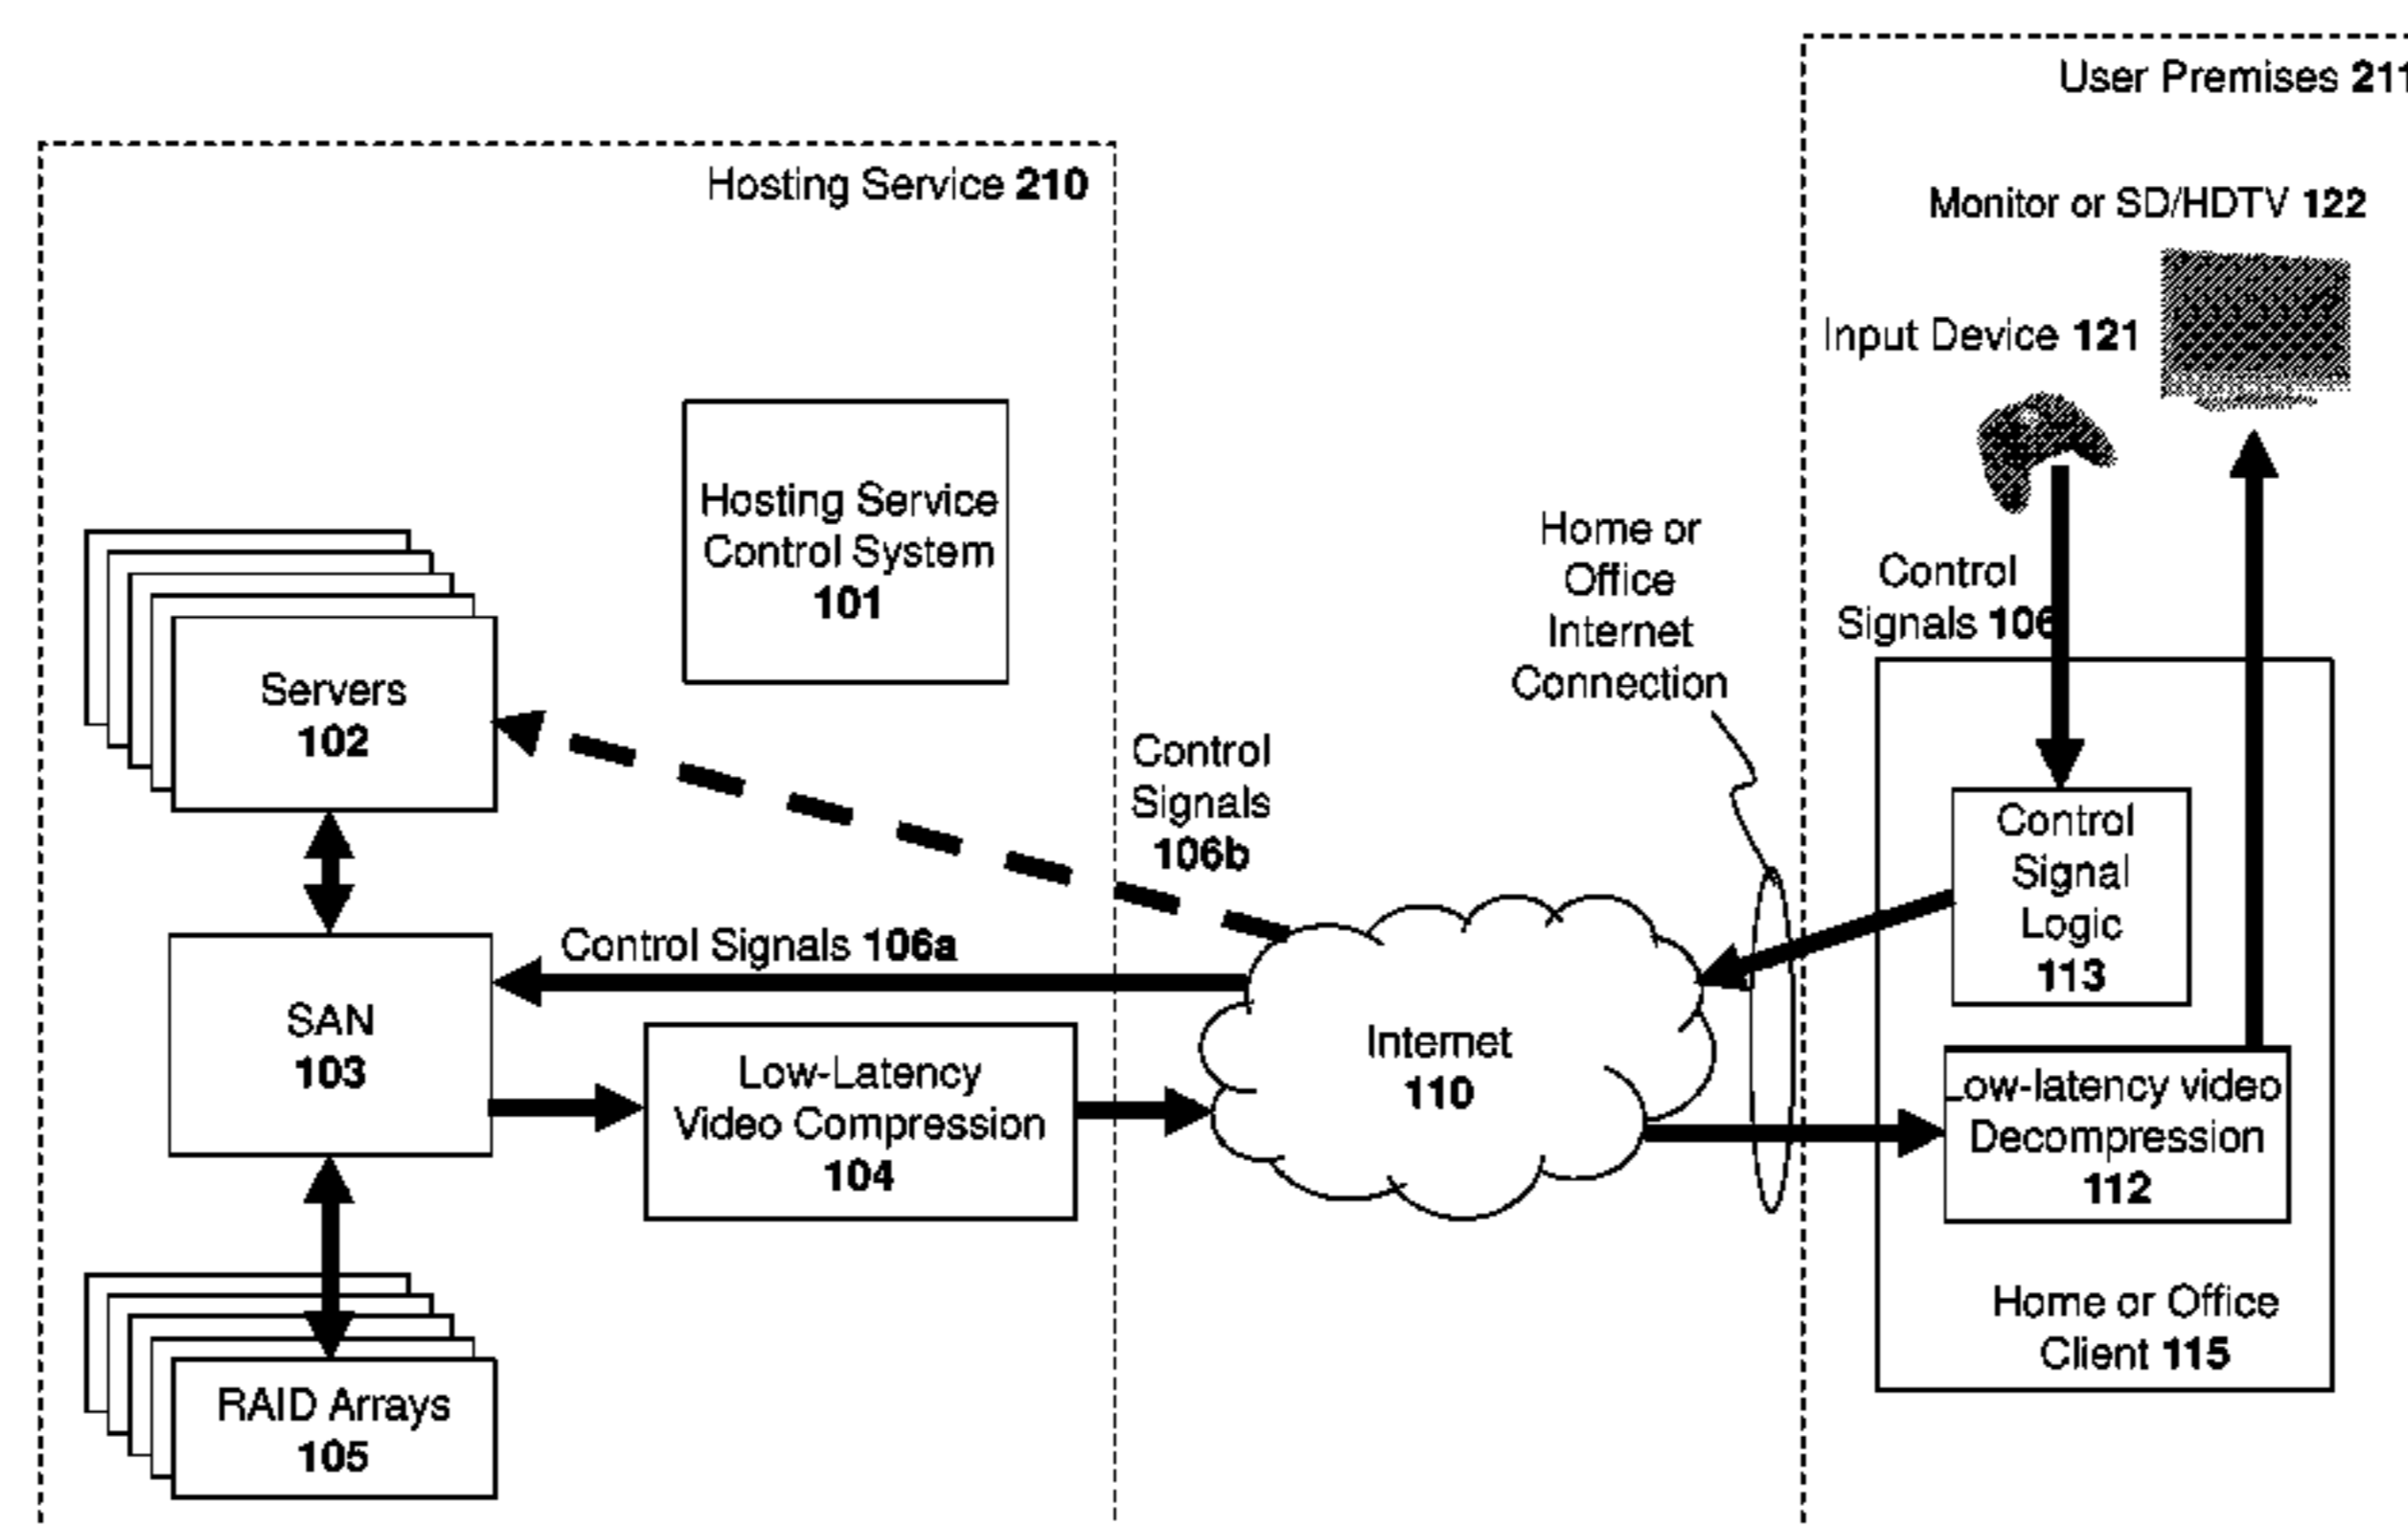 User Premises 211
Hosting Service 210
Monitor or SD/HDTV 122
Input Device 121
Hosting Service
Control System
101
Home or
Office
Internet
Connection
Control
Signals 106
Servers
102
Control
Signals
106b
Control
Signal
Logic
113
Control Signals 106a
SAN
103
Low-Latency
Video Compression
104
Internet
110
Low-latency video
Decompression
112
Home or Office
Client 115
RAID Arrays
105